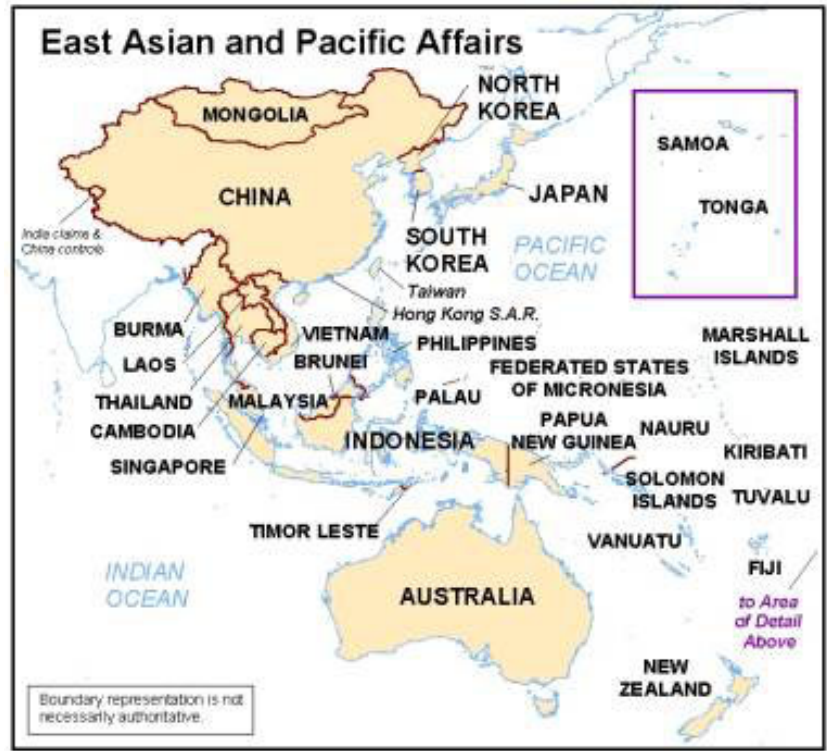 East Asian and Pacific Affairs
NORTH
KOREA
MONGOLIA
SAMOA
CHINA
JAPAN
TONGA
India claims &
China controls
SOUTH
KOREA
PACIFIC
OCEAN
Taiwan
Hong Kong S.A.R.
BURMA
VIETNAM
PHILIPPINES
MARSHALL
ISLANDS
LAOS
BRUNEI
FEDERATED STATES
OF MICRONESIA
THAILAND
MALAYSIA
PALAU
CAMBODIA
INDONESIA
PAPUA
NEW GUINEA
NAURU
KIRIBATI
SINGAPORE
SOLOMON
ISLANDS
TUVALU
TIMOR LESTE
VANUATU
FIJI
INDIAN
OCEAN
AUSTRALIA
to Area
of Detail
Above
NEW
ZEALAND
Boundary representation is not
necessarily authoritative.